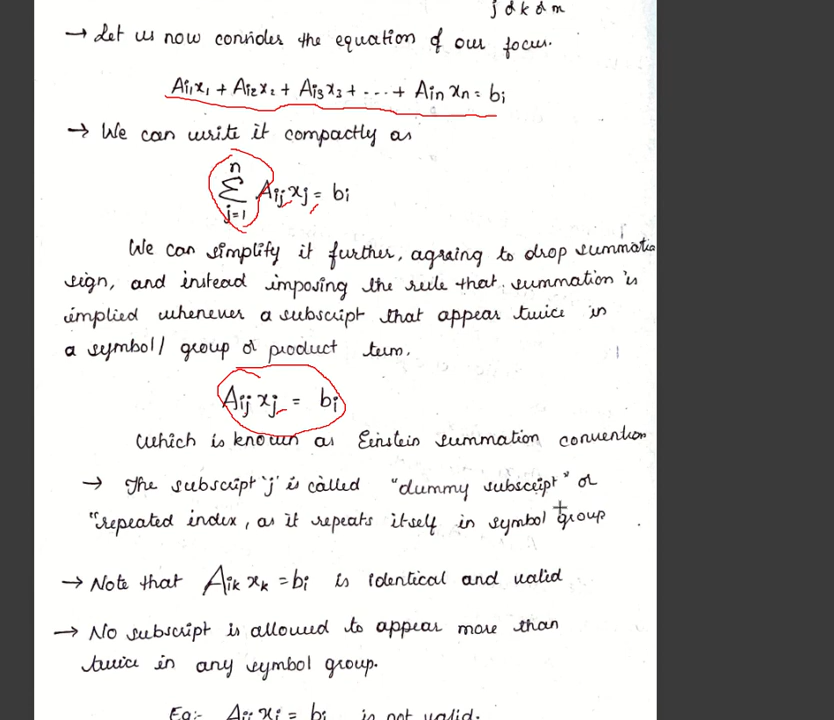 j & k & m
→ Let us now consider the equation of our focus.
Ai1x1 + Ai2x2 + Ai3x3 + ... + Ain xn = bi
→ We can write it compactly as
n
Σ Aijxj = bi
j=1
We can simplify it further, agreeing to drop summatio
sign, and instead imposing the rule that summation is
implied whenever a subscript that appear twice in
a symbol/ group or product term.
Aij xj = bi
which is known as Einstein summation convention
→ The subscript 'j' is called "dummy subscript" or
"repeated index, as it repeats itself in symbol + group
→ Note that Aik xk = bi is identical and valid
→ No subscript is allowed to appear more than
twice in any symbol group.
Eg:- Aii xi = bi is not valid.